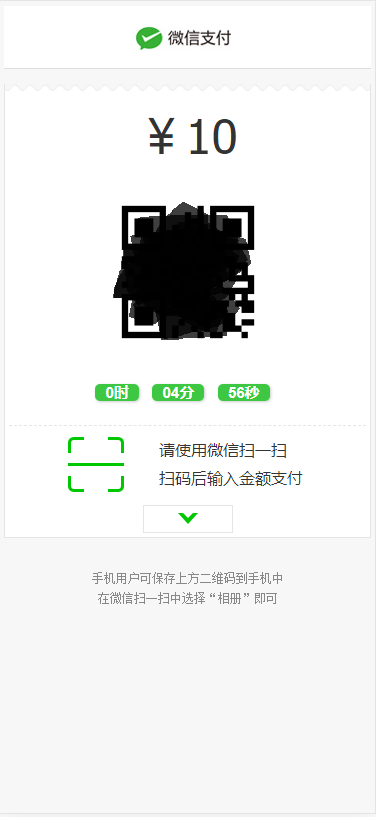 微信支付
¥ 10
0时 04分 56秒
请使用微信扫一扫
扫码后输入金额支付
手机用户可保存上方二维码到手机中
在微信扫一扫中选择“相册”即可